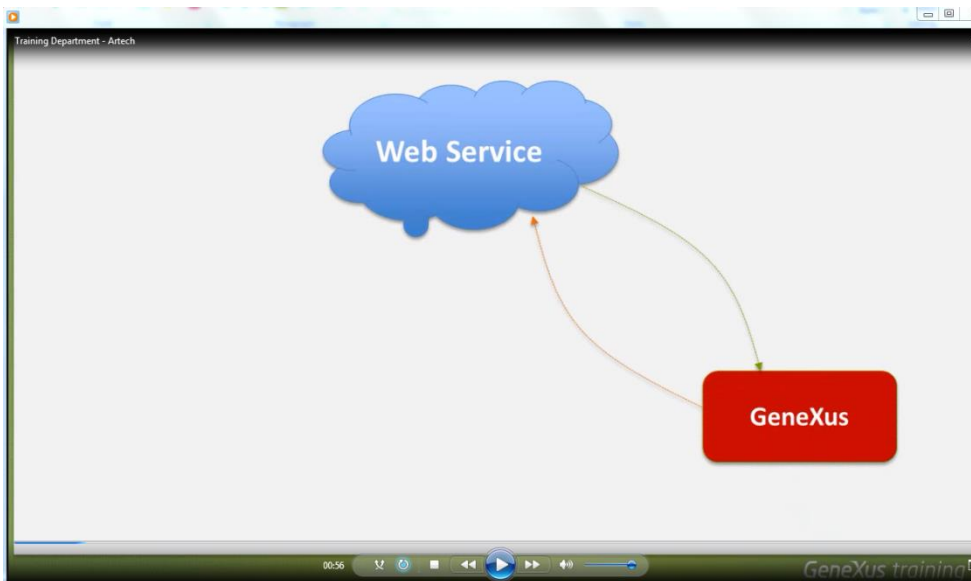 Training Department - Artech
Web Service
GeneXus
00:56
GeneXus training